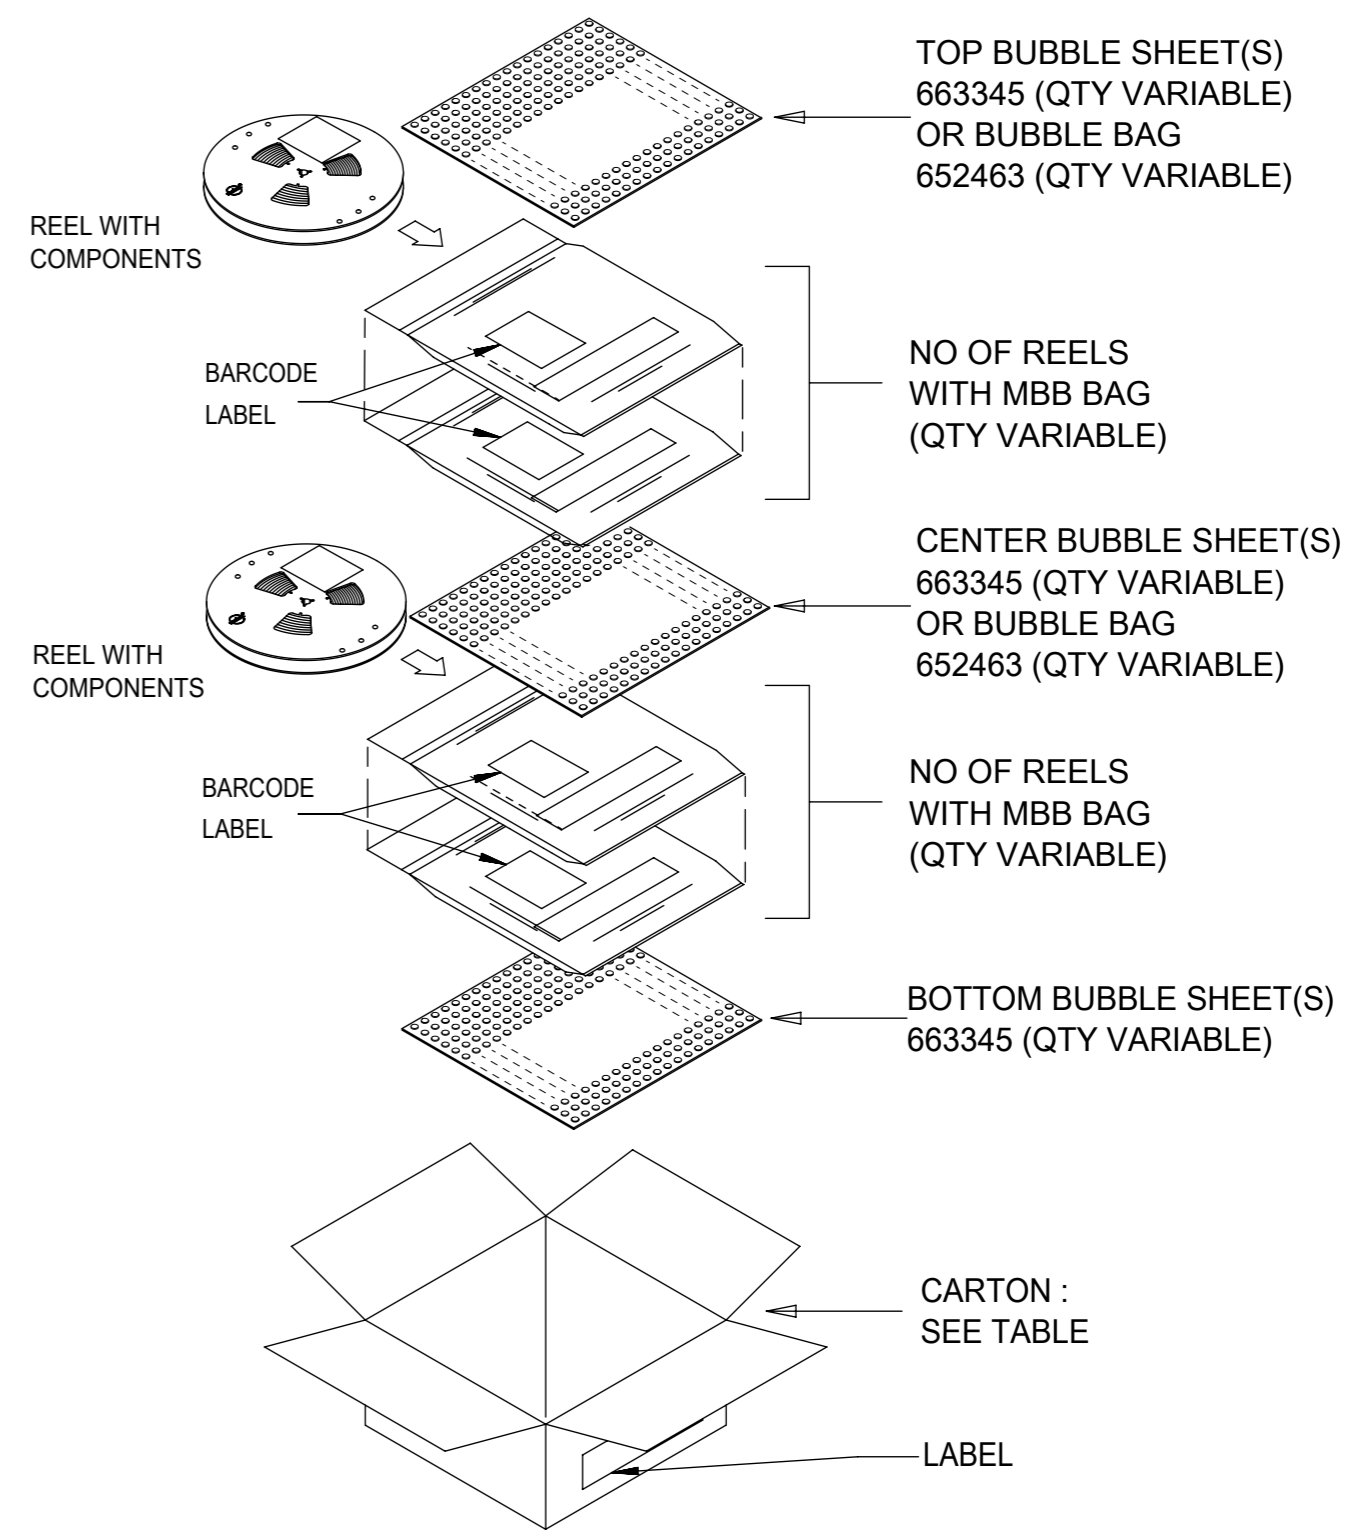 TOP BUBBLE SHEET(S)
663345 (QTY VARIABLE)
OR BUBBLE BAG
652463 (QTY VARIABLE)
REEL WITH
COMPONENTS
BARCODE
LABEL
NO OF REELS
WITH MBB BAG
(QTY VARIABLE)
CENTER BUBBLE SHEET(S)
663345 (QTY VARIABLE)
OR BUBBLE BAG
652463 (QTY VARIABLE)
REEL WITH
COMPONENTS
BARCODE
LABEL
NO OF REELS
WITH MBB BAG
(QTY VARIABLE)
BOTTOM BUBBLE SHEET(S)
663345 (QTY VARIABLE)
CARTON :
SEE TABLE
LABEL